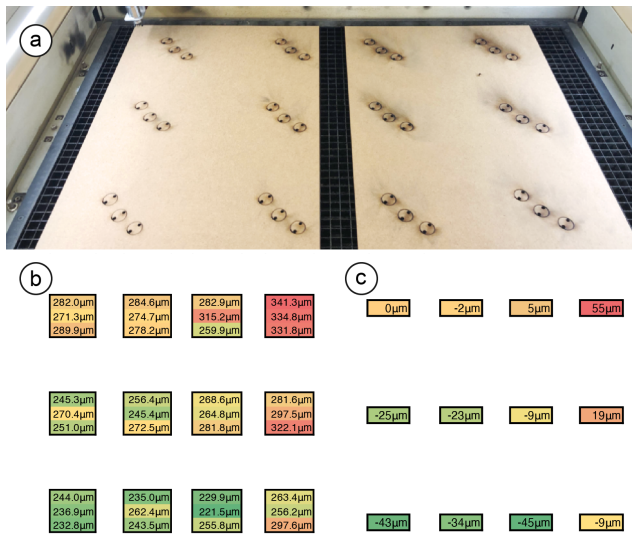 a
b
c
282.0µm 284.6µm 282.9µm 341.3µm
271.3µm 274.7µm 315.2µm 334.8µm
289.9µm 278.2µm 259.9µm 331.8µm
245.3µm 256.4µm 268.6µm 281.6µm
270.4µm 245.4µm 264.8µm 297.5µm
251.0µm 272.5µm 281.8µm 322.1µm
244.0µm 235.0µm 229.9µm 263.4µm
236.9µm 262.4µm 221.5µm 256.2µm
232.8µm 243.5µm 255.8µm 297.6µm
0µm -2µm 5µm 55µm
-25µm -23µm -9µm 19µm
-43µm -34µm -45µm -9µm